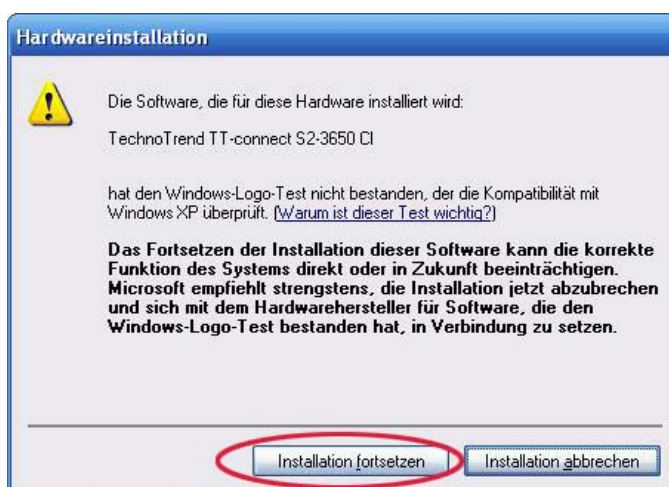 Hardwareinstallation
Die Software, die für diese Hardware installiert wird:
TechnoTrend TT-connect S2-3650 CI
hat den Windows-Logo-Test nicht bestanden, der die Kompatibilität mit
Windows XP überprüft. (Warum ist dieser Test wichtig?)
Das Fortsetzen der Installation dieser Software kann die korrekte
Funktion des Systems direkt oder in Zukunft beeinträchtigen.
Microsoft empfiehlt strengstens, die Installation jetzt abzubrechen
und sich mit dem Hardwarehersteller für Software, die den
Windows-Logo-Test bestanden hat, in Verbindung zu setzen.
Installation fortsetzen Installation abbrechen